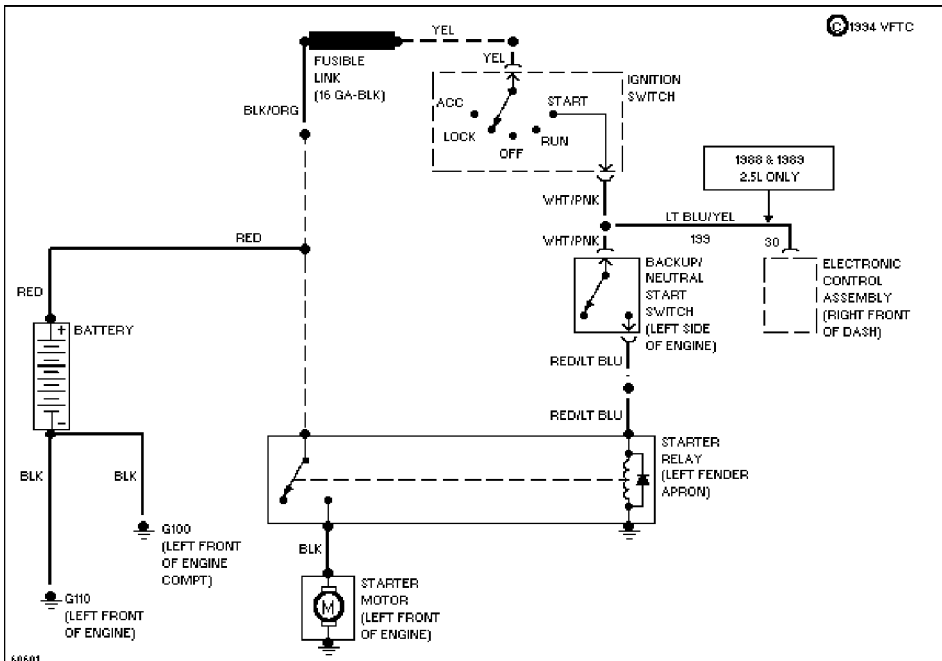 © 1994 VFTC
YEL
FUSIBLE
LINK
(16 GA-BLK)
YEL
IGNITION
SWITCH
BLK/ORG
ACC
START
LOCK
OFF
RUN
1988 & 1989
2.5L ONLY
WHT/PNK
LT BLU/YEL
RED
WHT/PNK
199
30
BACKUP/
NEUTRAL
START
SWITCH
(LEFT SIDE
OF ENGINE)
ELECTRONIC
CONTROL
ASSEMBLY
(RIGHT FRONT
OF DASH)
RED
+
BATTERY
-
RED/LT BLU
RED/LT BLU
STARTER
RELAY
(LEFT FENDER
APRON)
BLK
BLK
G100
(LEFT FRONT
OF ENGINE
COMPT)
BLK
G110
(LEFT FRONT
OF ENGINE)
M
STARTER
MOTOR
(LEFT FRONT
OF ENGINE)